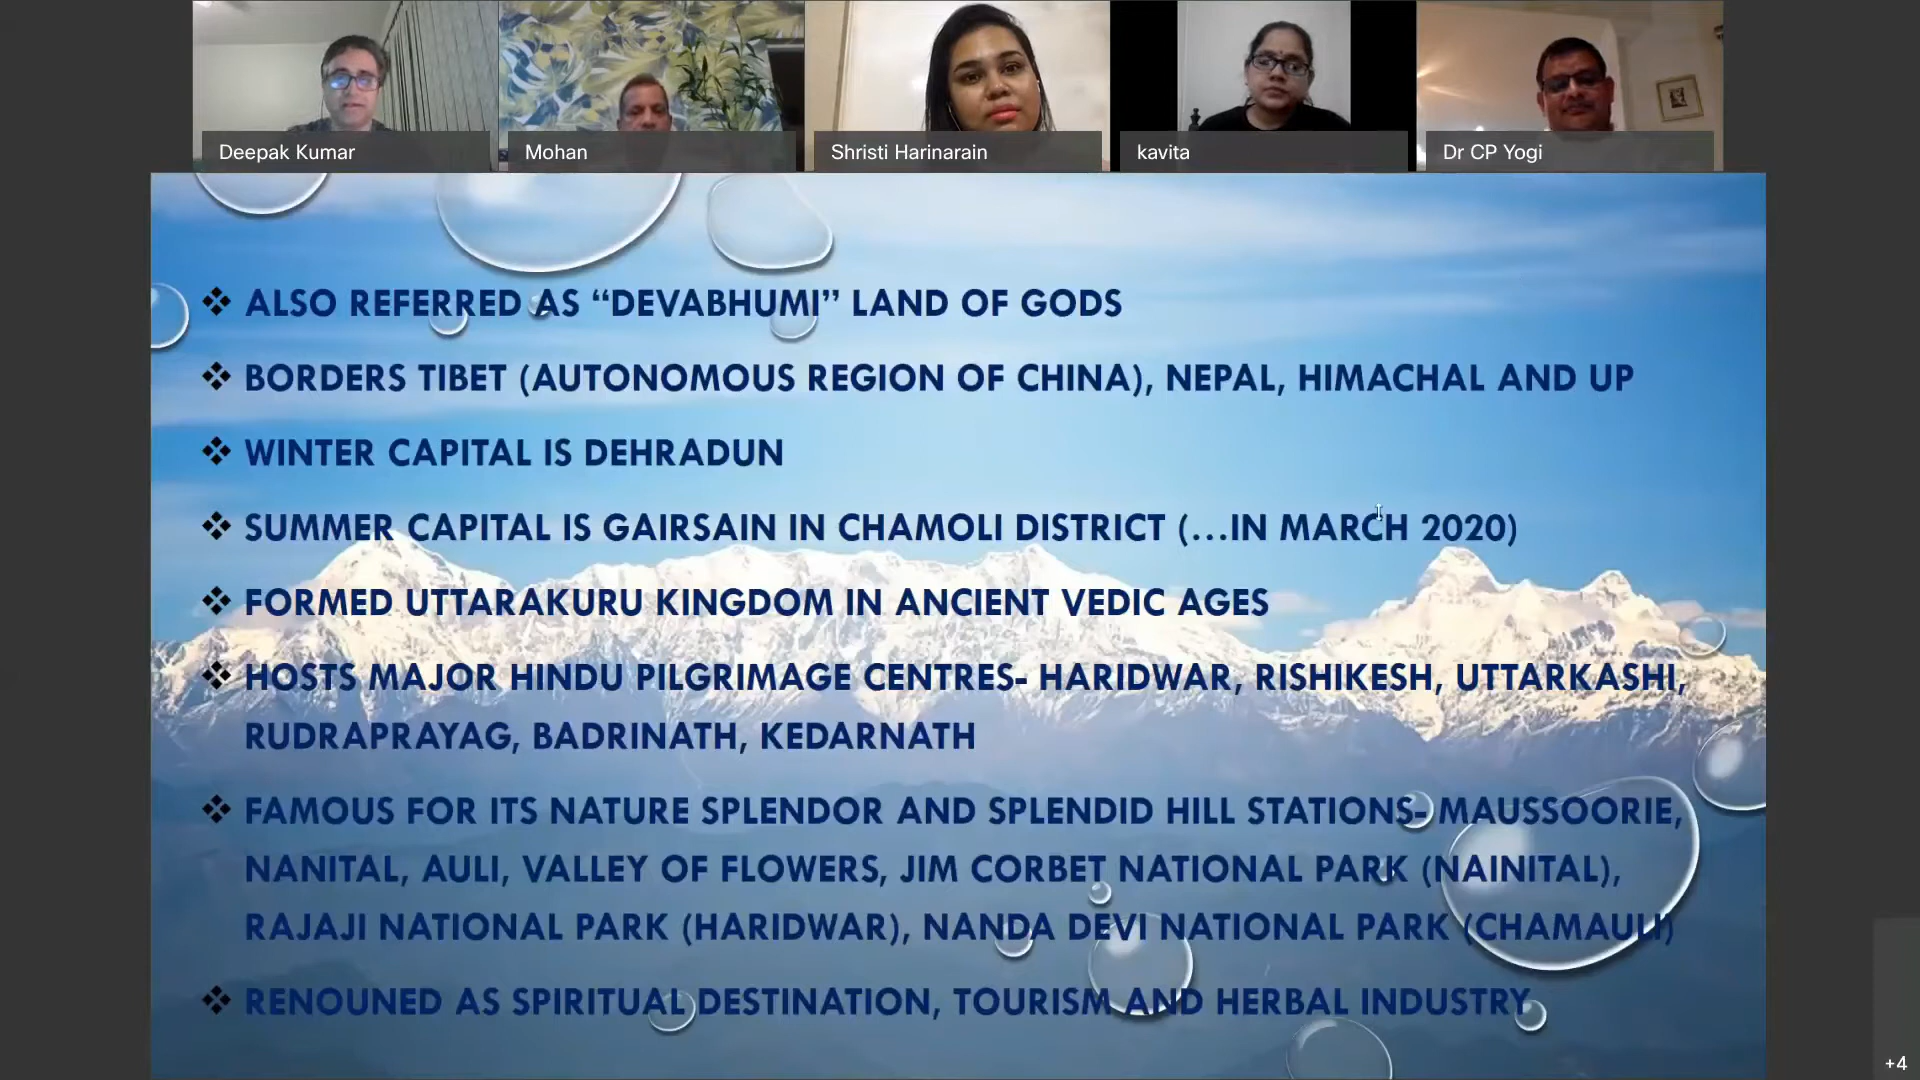 Deepak Kumar
Mohan
Shristi Harinarain
kavita
Dr CP Yogi
❖ ALSO REFERRED AS “DEVABHUMI” LAND OF GODS
❖ BORDERS TIBET (AUTONOMOUS REGION OF CHINA), NEPAL, HIMACHAL AND UP
❖ WINTER CAPITAL IS DEHRADUN
❖ SUMMER CAPITAL IS GAIRSAIN IN CHAMOLI DISTRICT (…IN MARCH 2020)
❖ FORMED UTTARAKURU KINGDOM IN ANCIENT VEDIC AGES
❖ HOSTS MAJOR HINDU PILGRIMAGE CENTRES- HARIDWAR, RISHIKESH, UTTARKASHI,
RUDRAPRAYAG, BADRINATH, KEDARNATH
❖ FAMOUS FOR ITS NATURE SPLENDOR AND SPLENDID HILL STATIONS- MAUSSOORIE,
NANITAL, AULI, VALLEY OF FLOWERS, JIM CORBET NATIONAL PARK (NAINITAL),
RAJAJI NATIONAL PARK (HARIDWAR), NANDA DEVI NATIONAL PARK (CHAMAULI)
❖ RENOUNED AS SPIRITUAL DESTINATION, TOURISM AND HERBAL INDUSTRY
+4